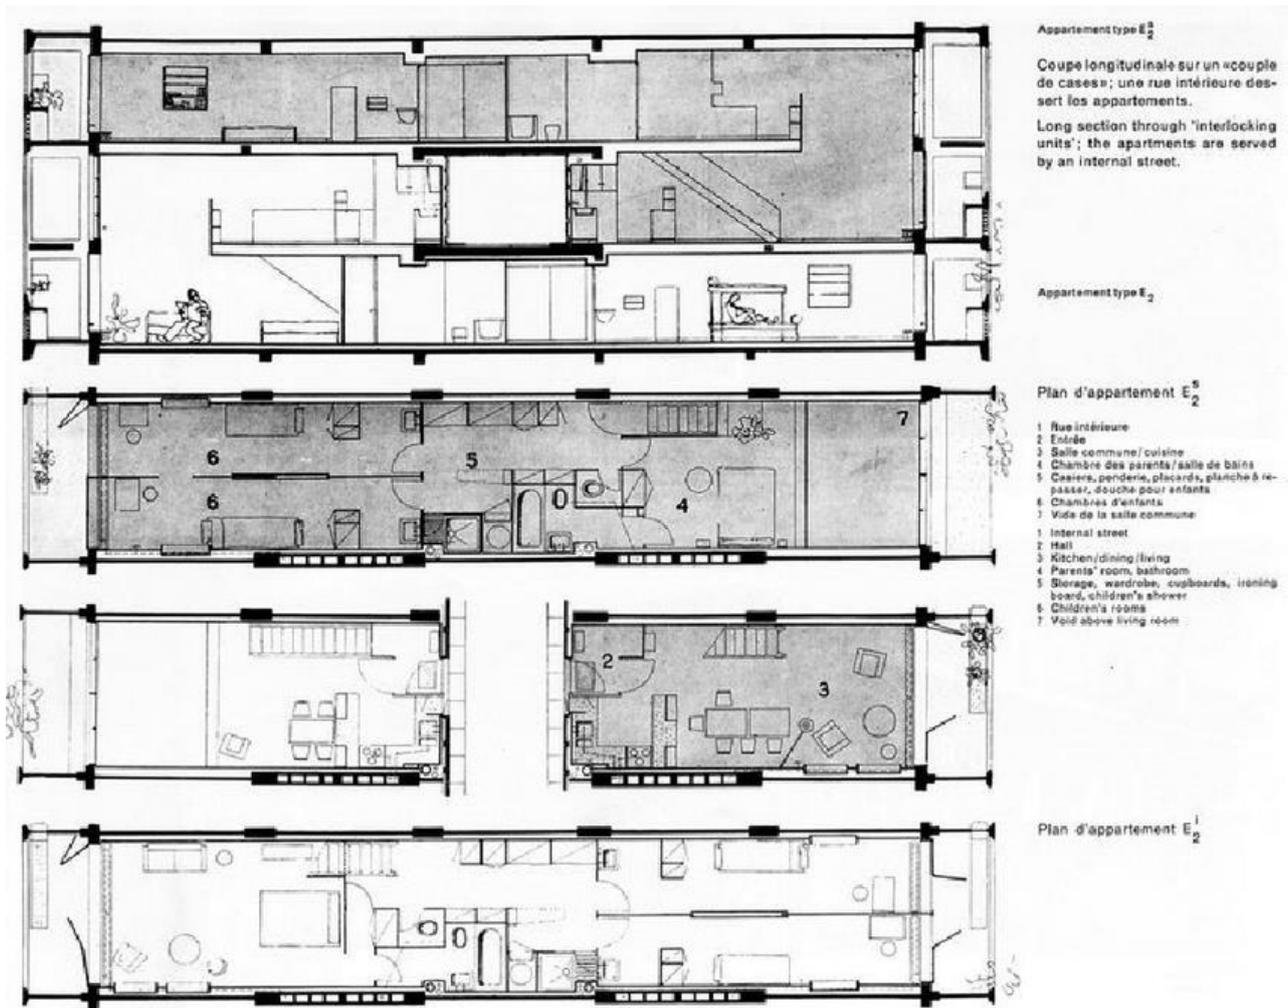 Appartement type E₂ˢ
Coupe longitudinale sur un «couple
de cases»; une rue intérieure des-
sert les appartements.
Long section through 'interlocking
units'; the apartments are served
by an internal street.
Appartement type E₂
Plan d'appartement E₂ˢ
1 Rue intérieure
2 Entrée
3 Salle commune/cuisine
4 Chambre des parents/salle de bains
5 Casiers, penderie, placards, planche à re-
passer, douche pour enfants
6 Chambres d'enfants
7 Vide de la salle commune
1 Internal street
2 Hall
3 Kitchen/dining/living
4 Parents' room, bathroom
5 Storage, wardrobe, cupboards, ironing
board, children's shower
6 Children's rooms
7 Void above living room
7
6
5
6
4
2
3
Plan d'appartement E₂ⁱ